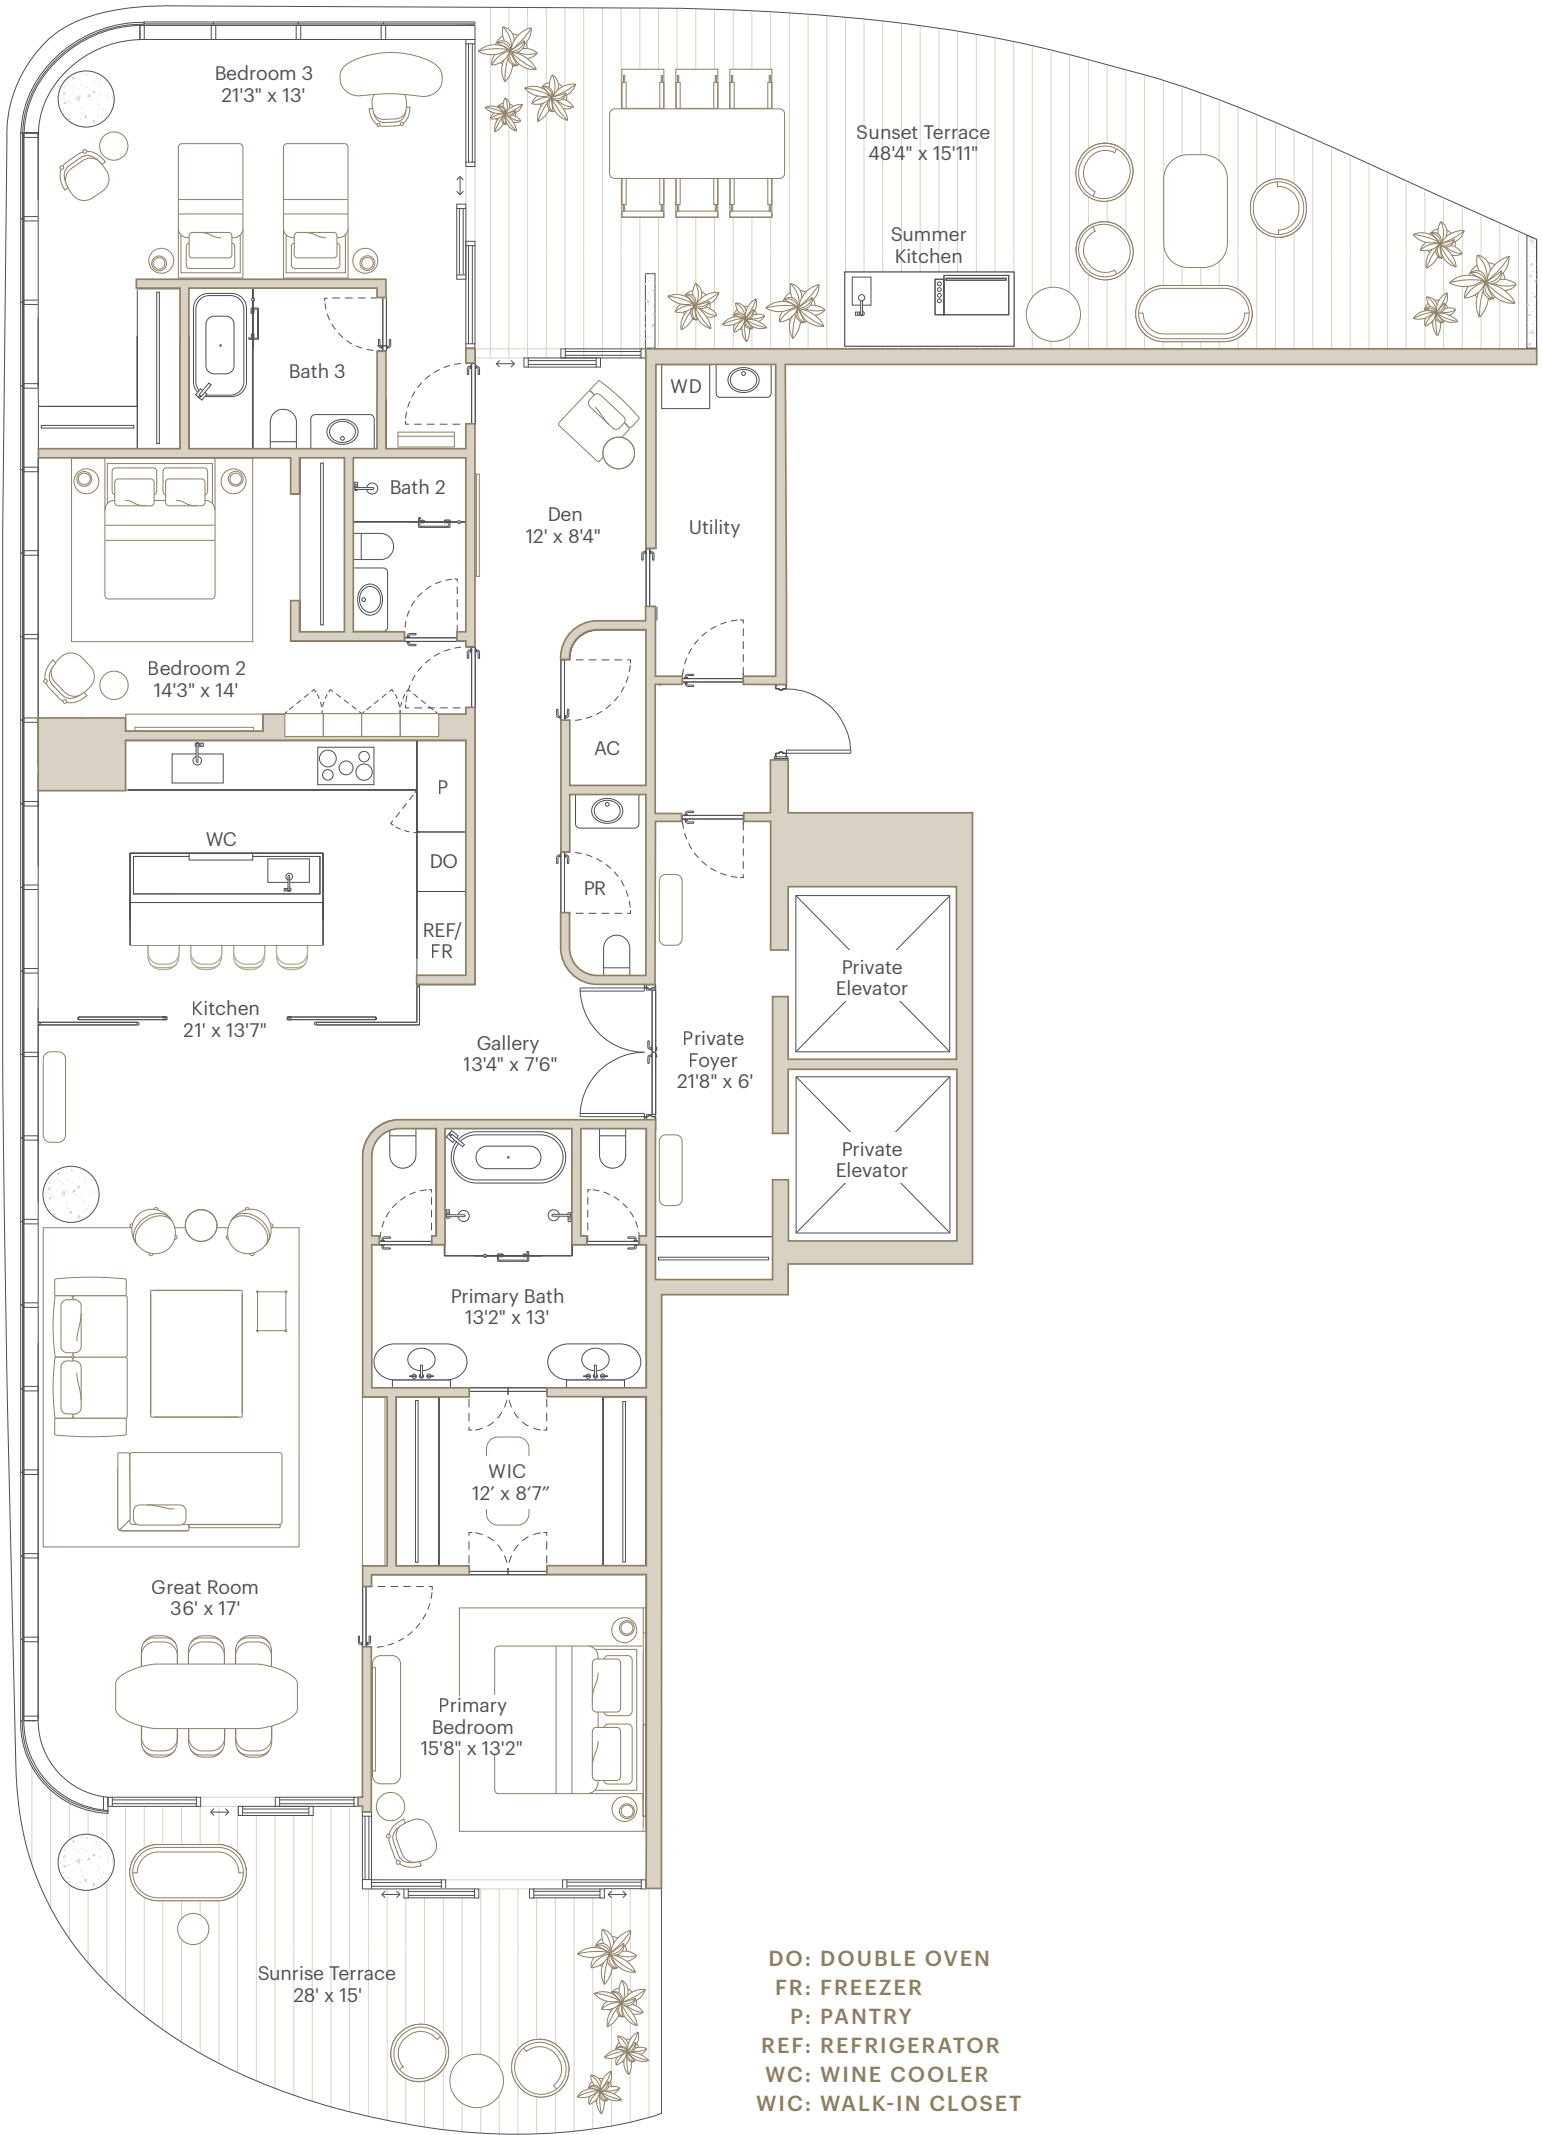 Bedroom 3
21'3" x 13'
Sunset Terrace
48'4" x 15'11"
Summer
Kitchen
Bath 3
WD
Bath 2
Den
12' x 8'4"
Utility
Bedroom 2
14'3" x 14'
AC
P
WC
DO
PR
REF/
FR
Private
Elevator
Kitchen
21' x 13'7"
Gallery
13'4" x 7'6"
Private
Foyer
21'8" x 6'
Private
Elevator
Primary Bath
13'2" x 13'
WIC
12’ x 8‘7”
Great Room
36' x 17'
Primary
Bedroom
15'8" x 13'2"
Sunrise Terrace
28' x 15'
DO: DOUBLE OVEN
FR: FREEZER
P: PANTRY
REF: REFRIGERATOR
WC: WINE COOLER
WIC: WALK-IN CLOSET